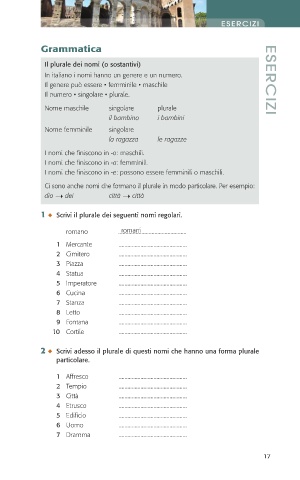 ESERCIZI
ESERCIZI
Grammatica
Il plurale dei nomi (o sostantivi)
In italiano i nomi hanno un genere e un numero.
Il genere può essere • femminile • maschile
Il numero • singolare • plurale.
Nome maschile singolare plurale
il bambino i bambini
Nome femminile singolare
la ragazza le ragazze
I nomi che finiscono in -o: maschili.
I nomi che finiscono in -a: femminili.
I nomi che finiscono in -e: possono essere femminili o maschili.
Ci sono anche nomi che formano il plurale in modo particolare. Per esempio:
dio → dei città → città
1 Scrivi il plurale dei seguenti nomi regolari.
romano romani
1 Mercante
2 Cimitero
3 Piazza
4 Statua
5 Imperatore
6 Cucina
7 Stanza
8 Letto
9 Fontana
10 Cortile
2 Scrivi adesso il plurale di questi nomi che hanno una forma plurale
particolare.
1 Affresco
2 Tempio
3 Città
4 Etrusco
5 Edificio
6 Uomo
7 Dramma
17